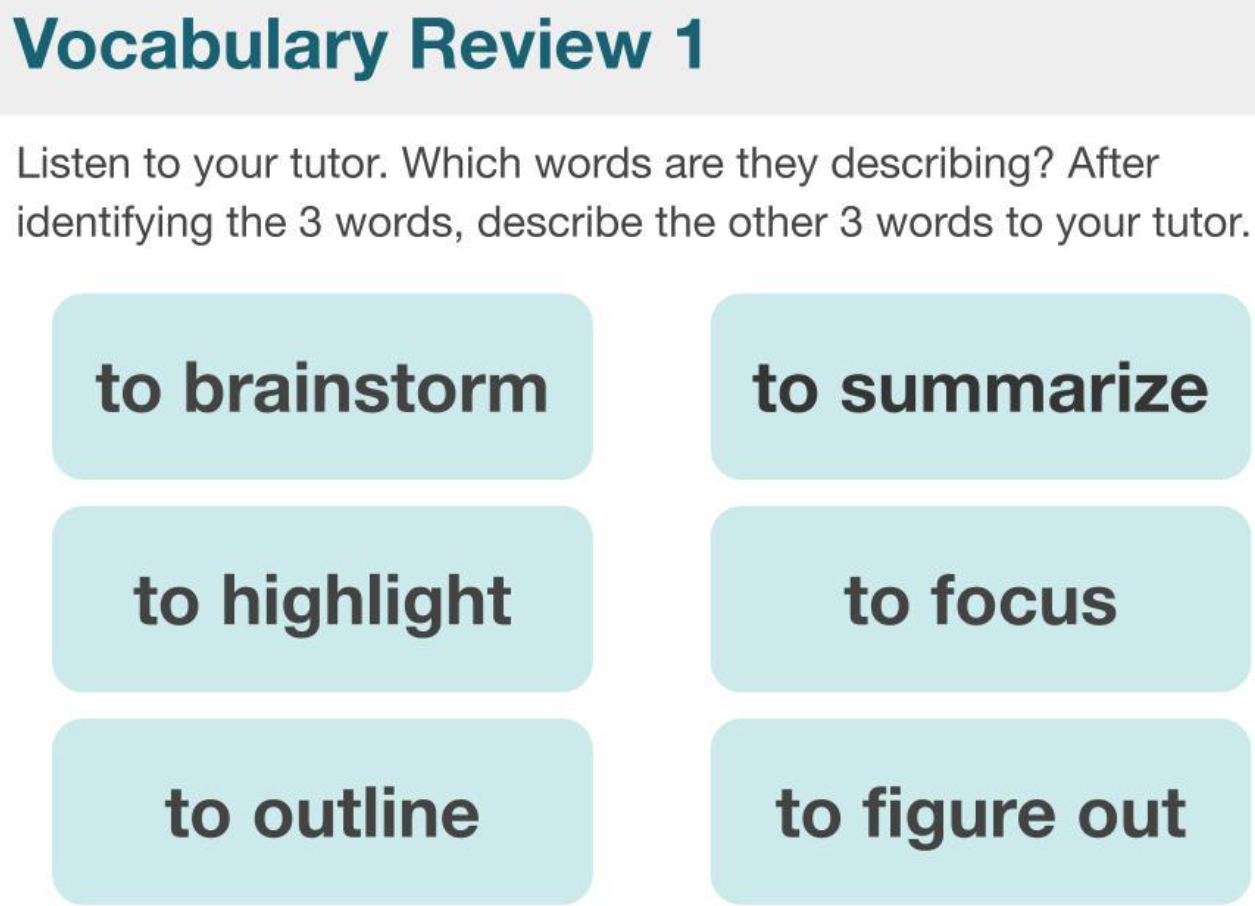 Vocabulary Review 1
Listen to your tutor. Which words are they describing? After
identifying the 3 words, describe the other 3 words to your tutor.
to brainstorm
to summarize
to highlight
to focus
to outline
to figure out